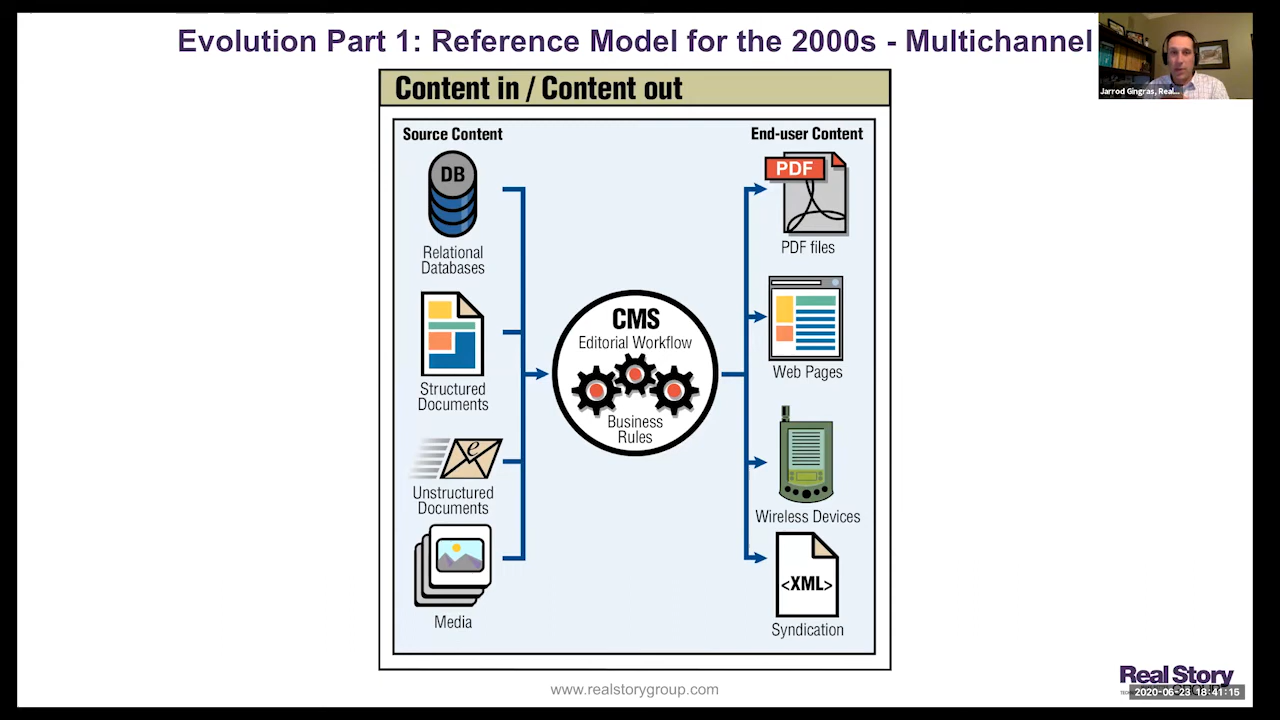 Evolution Part 1: Reference Model for the 2000s - Multichannel
Jarrod Gingras, Real...
Content in / Content out
Source Content
End-user Content
DB
Relational
Databases
Structured
Documents
e
Unstructured
Documents
Media
CMS
Editorial Workflow
Business
Rules
PDF
PDF files
Web Pages
Wireless Devices
<XML>
Syndication
www.realstorygroup.com
Real Story
2020-06-23 18:41:15